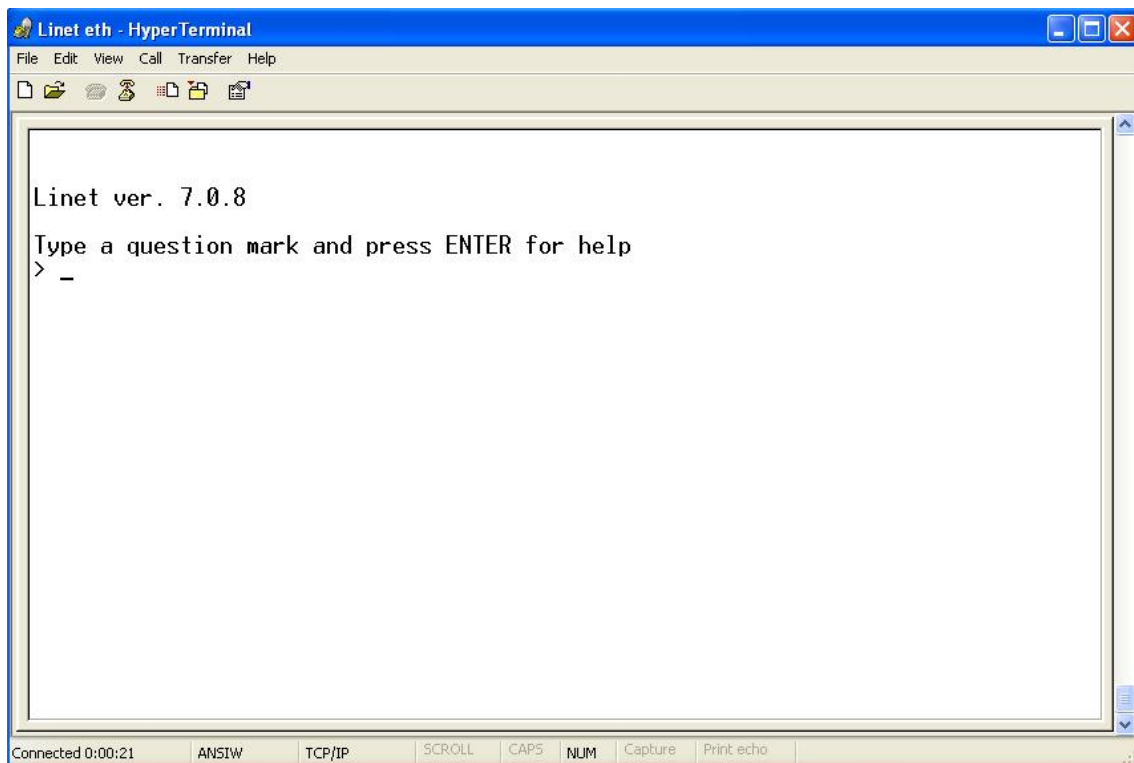 Linet eth - HyperTerminal
File Edit View Call Transfer Help
Linet ver. 7.0.8
Type a question mark and press ENTER for help
> _
Connected 0:00:21 ANSIW TCP/IP SCROLL CAPS NUM Capture Print echo